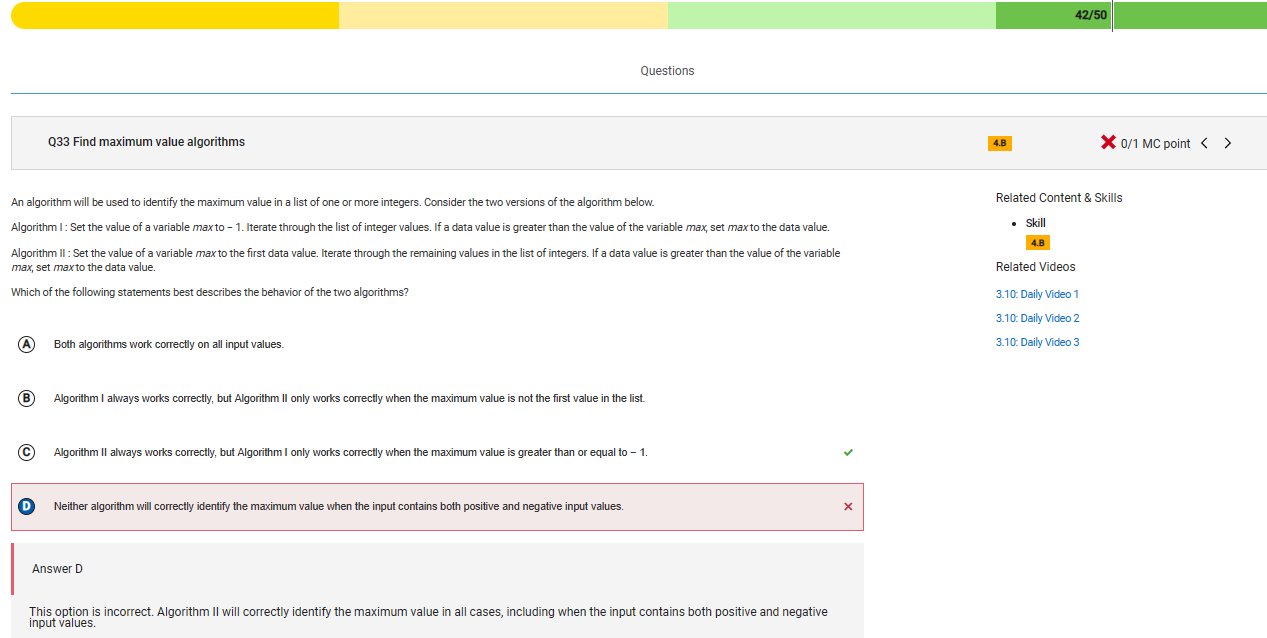 42/50
Questions
Q33 Find maximum value algorithms
4.B
0/1 MC point
An algorithm will be used to identify the maximum value in a list of one or more integers. Consider the two versions of the algorithm below.
Algorithm I : Set the value of a variable max to − 1. Iterate through the list of integer values. If a data value is greater than the value of the variable max, set max to the data value.
Algorithm II : Set the value of a variable max to the first data value. Iterate through the remaining values in the list of integers. If a data value is greater than the value of the variable
max, set max to the data value.
Which of the following statements best describes the behavior of the two algorithms?
A Both algorithms work correctly on all input values.
B Algorithm I always works correctly, but Algorithm II only works correctly when the maximum value is not the first value in the list.
C Algorithm II always works correctly, but Algorithm I only works correctly when the maximum value is greater than or equal to − 1.
D Neither algorithm will correctly identify the maximum value when the input contains both positive and negative input values.
Answer D
This option is incorrect. Algorithm II will correctly identify the maximum value in all cases, including when the input contains both positive and negative
input values.
Related Content & Skills
Skill
4.B
Related Videos
3.10: Daily Video 1
3.10: Daily Video 2
3.10: Daily Video 3